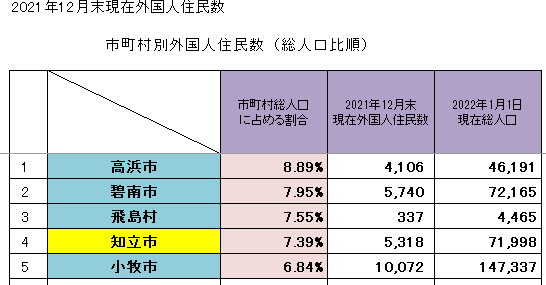 2021年12月末現在外国人住民数
市町村別外国人住民数（総人口比順）
市町村総人口に占める割合 2021年12月末現在外国人住民数 2022年1月1日現在総人口
1 高浜市 8.89% 4,106 46,191
2 碧南市 7.95% 5,740 72,165
3 飛島村 7.55% 337 4,465
4 知立市 7.39% 5,318 71,998
5 小牧市 6.84% 10,072 147,337